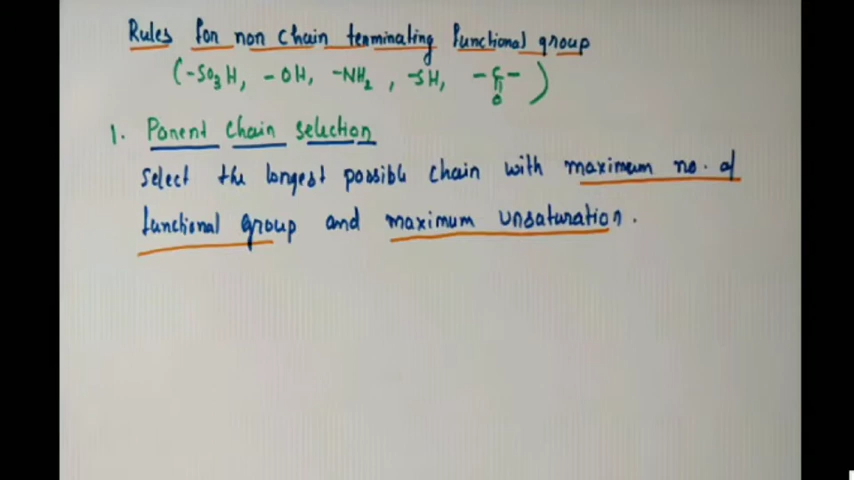 Rules for non chain terminating functional group
(-SO3H, -OH, -NH2, -SH, -C-)
O
1. Parent chain selection
select the longest possible chain with maximum no. of
functional group and maximum unsaturation.